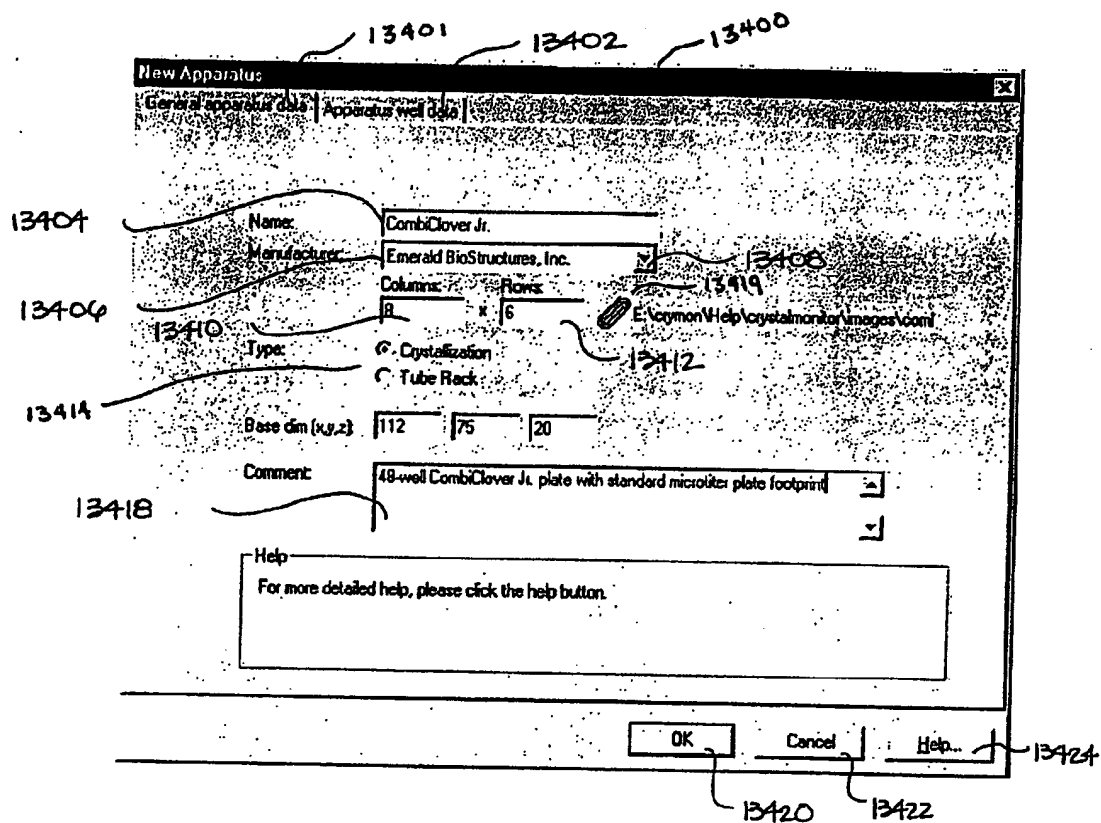 13401 13402 13400
New Apparatus
General apparatus data Apparatus well data
13404 Name: CombiClover Jr.
Manufacturer: Emerald BioStructures, Inc. 13408
13406 Columns: Rows: 13419
13410 8 x 6 E:\crymon\Help\crystalmonitor\images\com
Type: Crystallization 13412
Tube Rack
13414
Base dim (x,y,z): 112 75 20
Comment: 48-well CombiClover Jr. plate with standard microliter plate footprint
13418
Help
For more detailed help, please click the help button.
OK Cancel Help...
13424
13420 13422